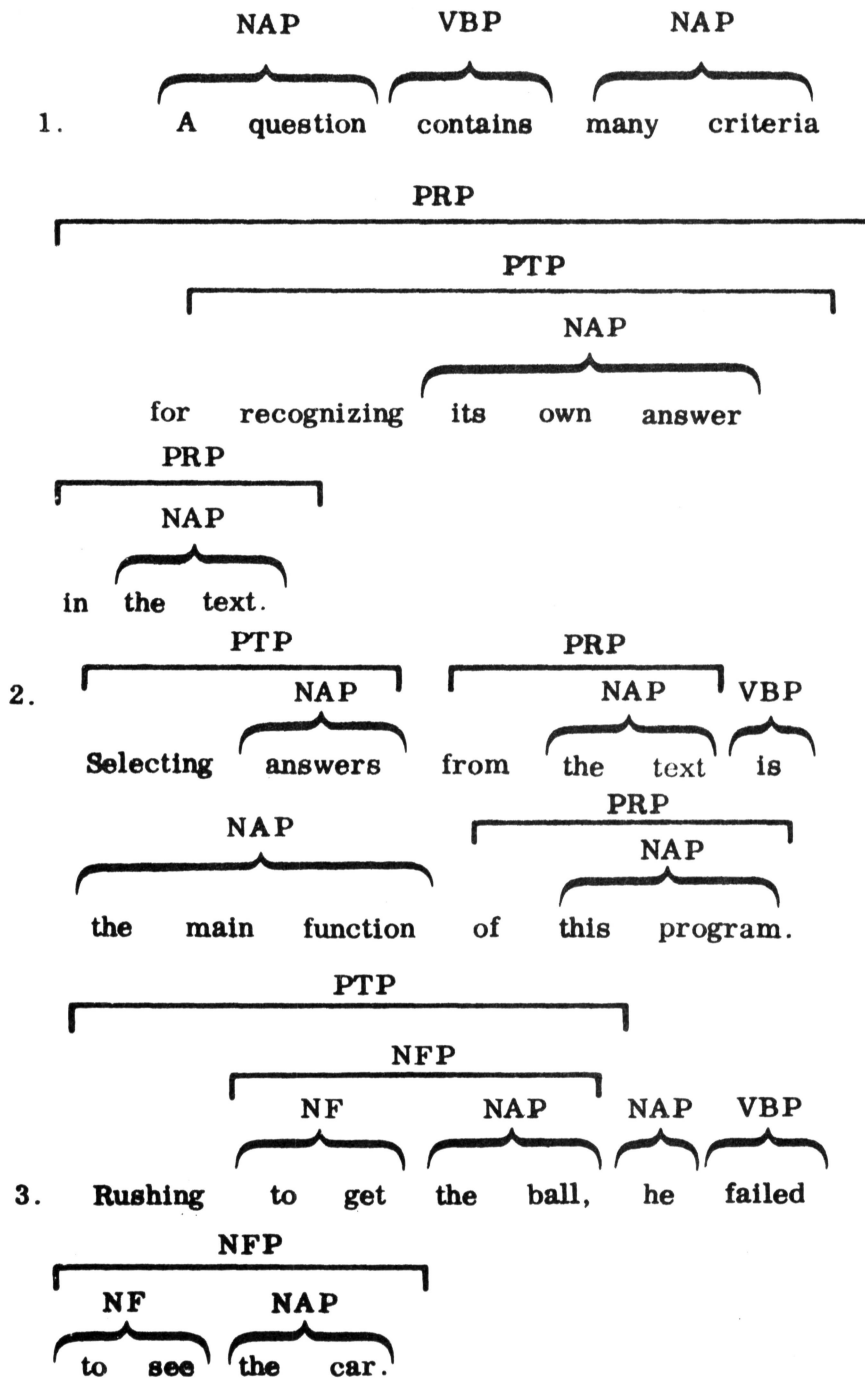 NAP VBP NAP
1. A question contains many criteria
PRP
PTP
NAP
for recognizing its own answer
PRP
NAP
in the text.
PTP PRP
2. NAP NAP VBP
Selecting answers from the text is
PRP
NAP NAP
the main function of this program.
PTP
NFP
NF NAP NAP VBP
3. Rushing to get the ball, he failed
NFP
NF NAP
to see the car.